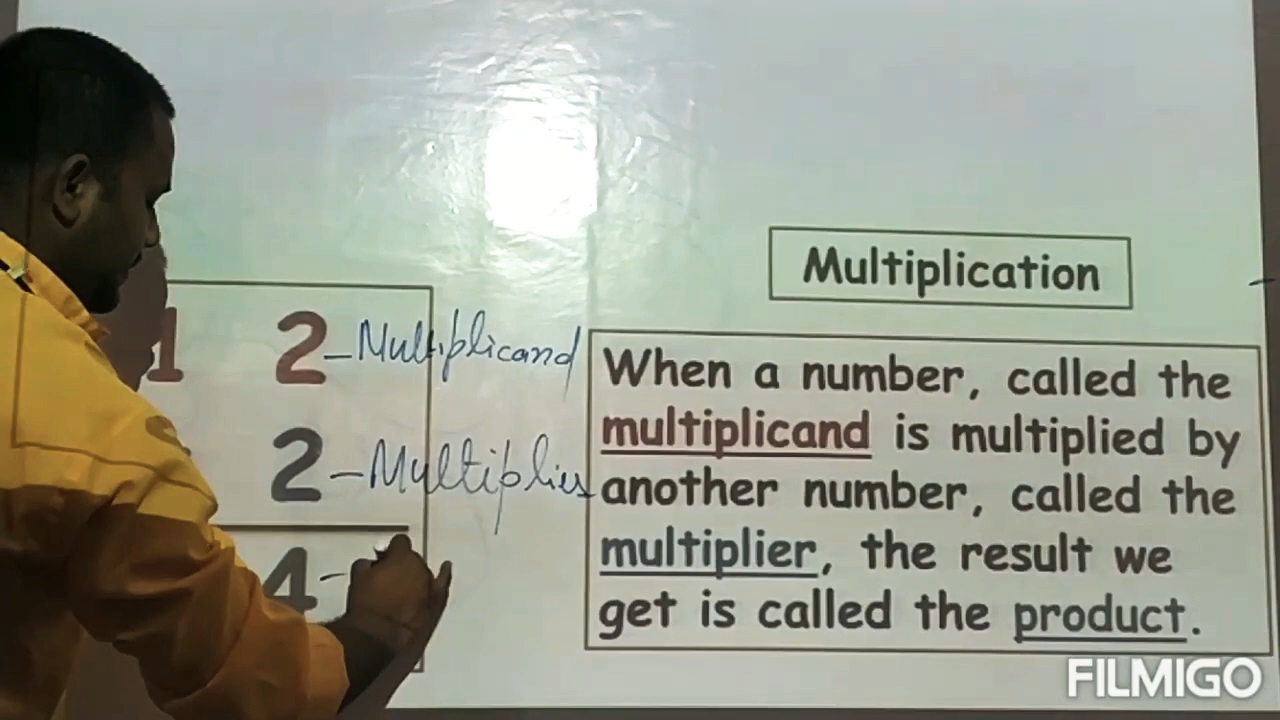 Multiplication
1 2 – Multiplicand
2 – Multiplier
4 –
When a number, called the
multiplicand is multiplied by
another number, called the
multiplier, the result we
get is called the product.
FILMIGO